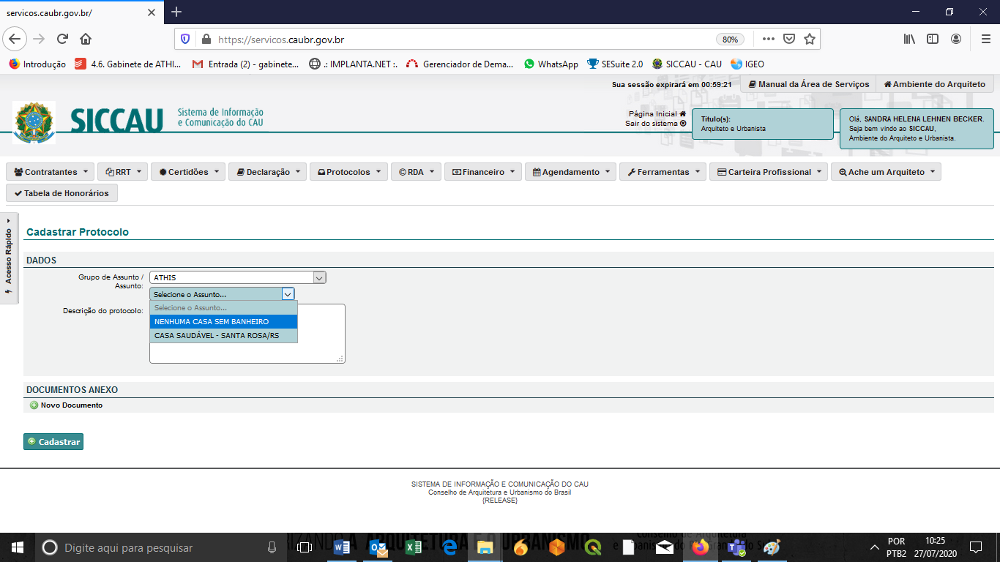 servicos.caubr.gov.br/
https://servicos.caubr.gov.br
80%
Introdução
4.6. Gabinete de ATHI...
Entrada (2) - gabinete...
.: IMPLANTA.NET :.
Gerenciador de Dema...
WhatsApp
SESuite 2.0
SICCAU - CAU
IGEO
Sua sessão expirará em 00:59:21
Manual da Área de Serviços
Ambiente do Arquiteto
SICCAU
Sistema de Informação
e Comunicação do CAU
Página Inicial
Sair do sistema
Titulo(s):
Arquiteto e Urbanista
Olá, SANDRA HELENA LEHNEN BECKER.
Seja bem vindo ao SICCAU,
Ambiente do Arquiteto e Urbanista.
Contratantes
RRT
Certidões
Declaração
Protocolos
RDA
Financeiro
Agendamento
Ferramentas
Carteira Profissional
Ache um Arquiteto
Tabela de Honorários
Acesso Rápido
Cadastrar Protocolo
DADOS
Grupo de Assunto /
Assunto:
ATHIS
Selecione o Assunto...
Selecione o Assunto...
NENHUMA CASA SEM BANHEIRO
CASA SAUDÁVEL - SANTA ROSA/RS
Descrição do protocolo:
DOCUMENTOS ANEXO
Novo Documento
Cadastrar
SISTEMA DE INFORMAÇÃO E COMUNICAÇÃO DO CAU
Conselho de Arquitetura e Urbanismo do Brasil
{RELEASE}
Digite aqui para pesquisar
POR
PTB2
10:25
27/07/2020